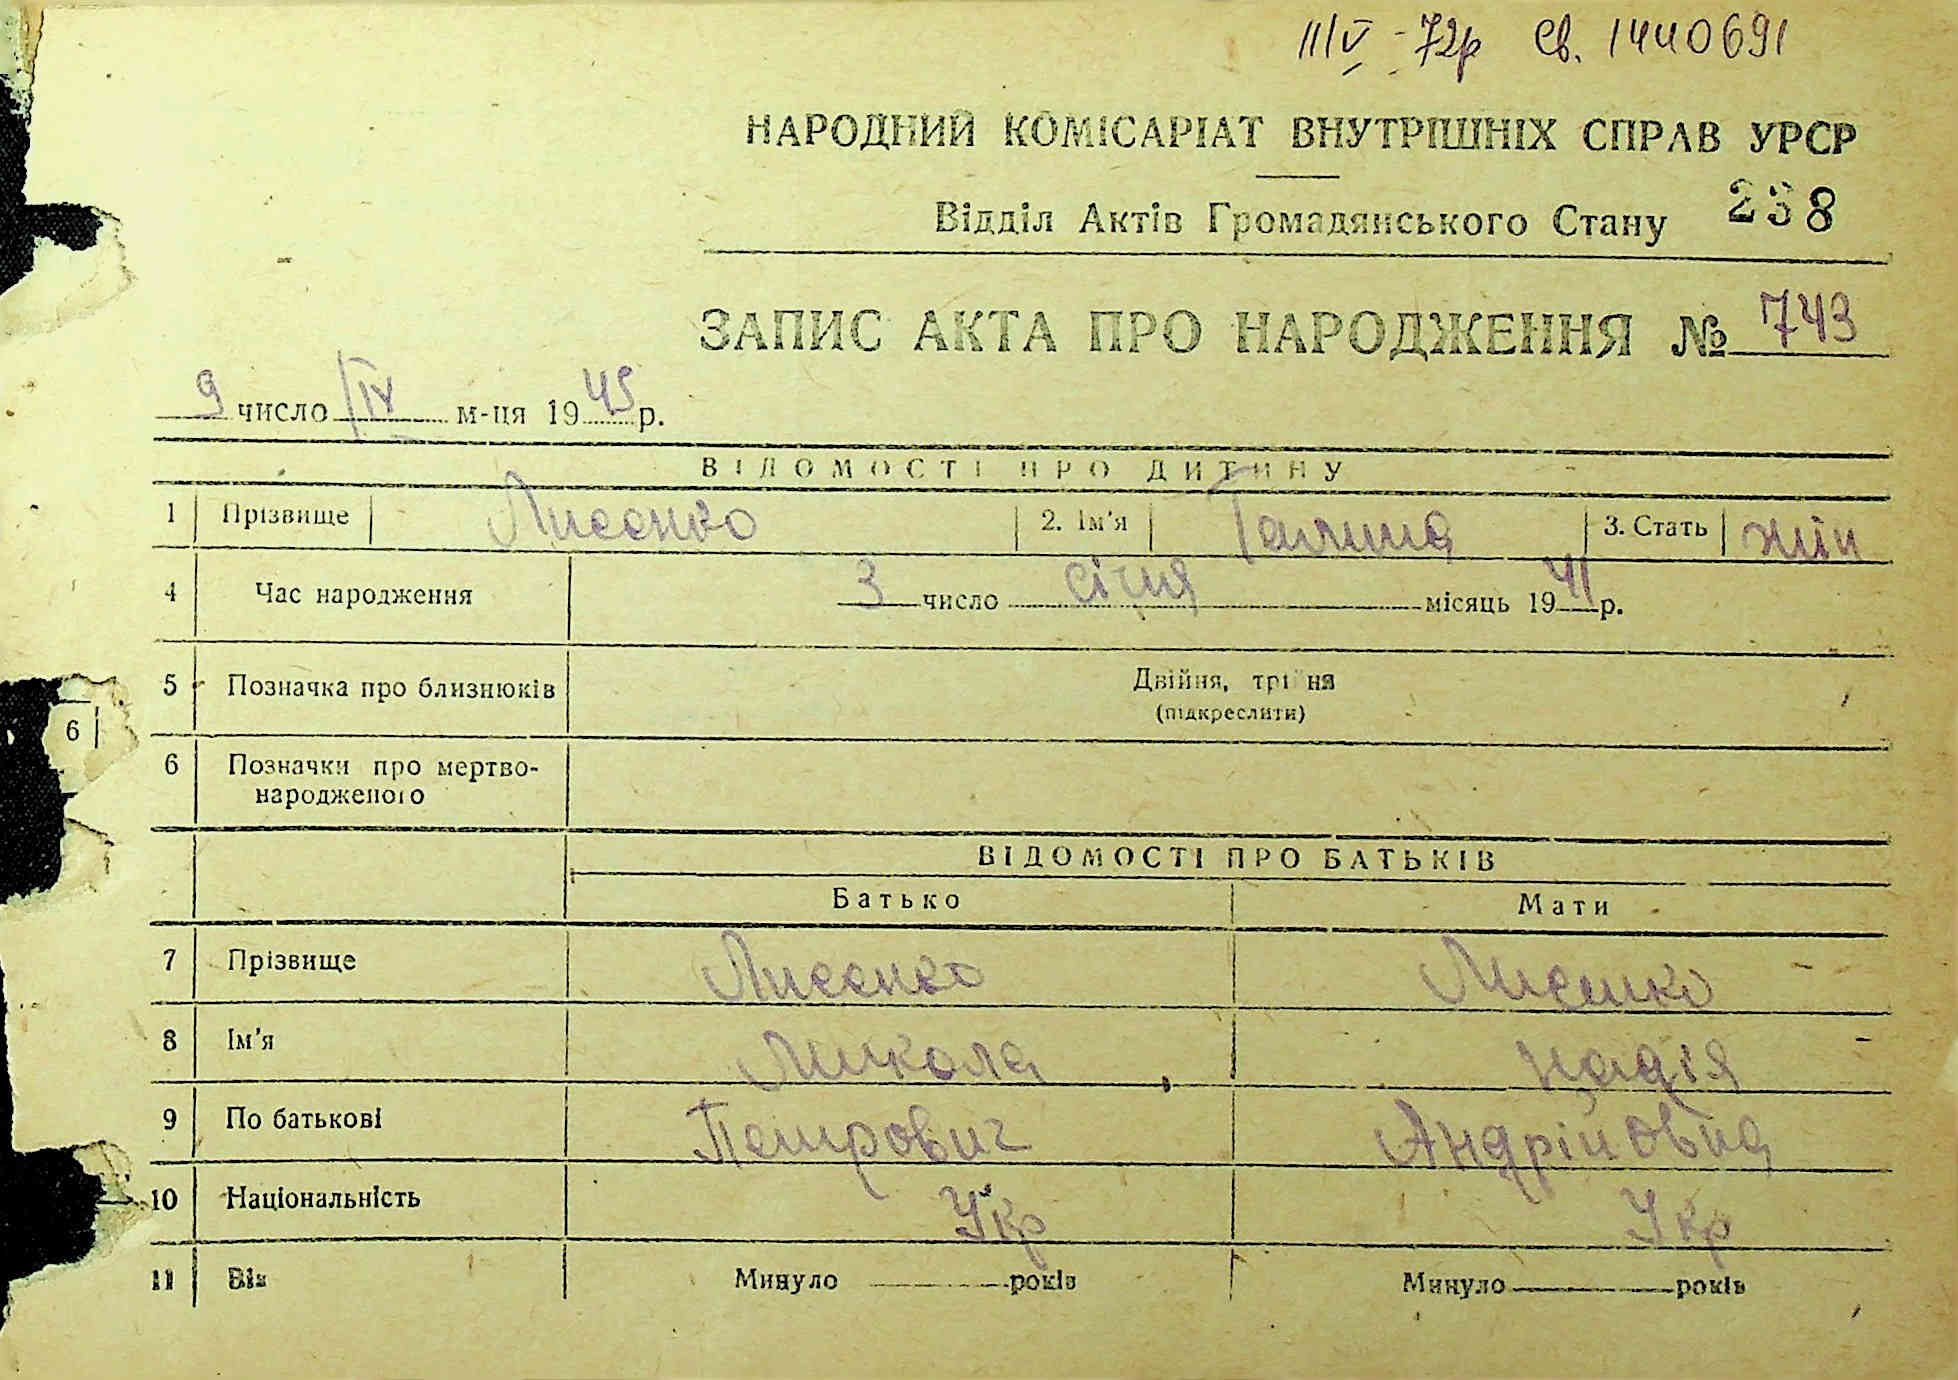 11/V-72р Св. 1440691
НАРОДНИЙ КОМІСАРІАТ ВНУТРІШНІХ СПРАВ УРСР
Відділ Актів Громадянського Стану 238
ЗАПИС АКТА ПРО НАРОДЖЕННЯ № 743
9 число IX м-ця 1945 р.
ВІДОМОСТІ ПРО ДИТИНУ
1 Прізвище Лисенко 2. Ім'я Галина 3. Стать жін
4 Час народження 3 число січня місяць 1941 р.
5 Позначка про близнюків Двійня, трійня
(підкреслити)
6
6 Позначки про мертво-
народженого
ВІДОМОСТІ ПРО БАТЬКІВ
Батько Мати
7 Прізвище Лисенко Лисенко
8 Ім'я Микола Надія
9 По батькові Петрович Андріївна
10 Національність Укр Укр
11 Вік Минуло років Минуло років